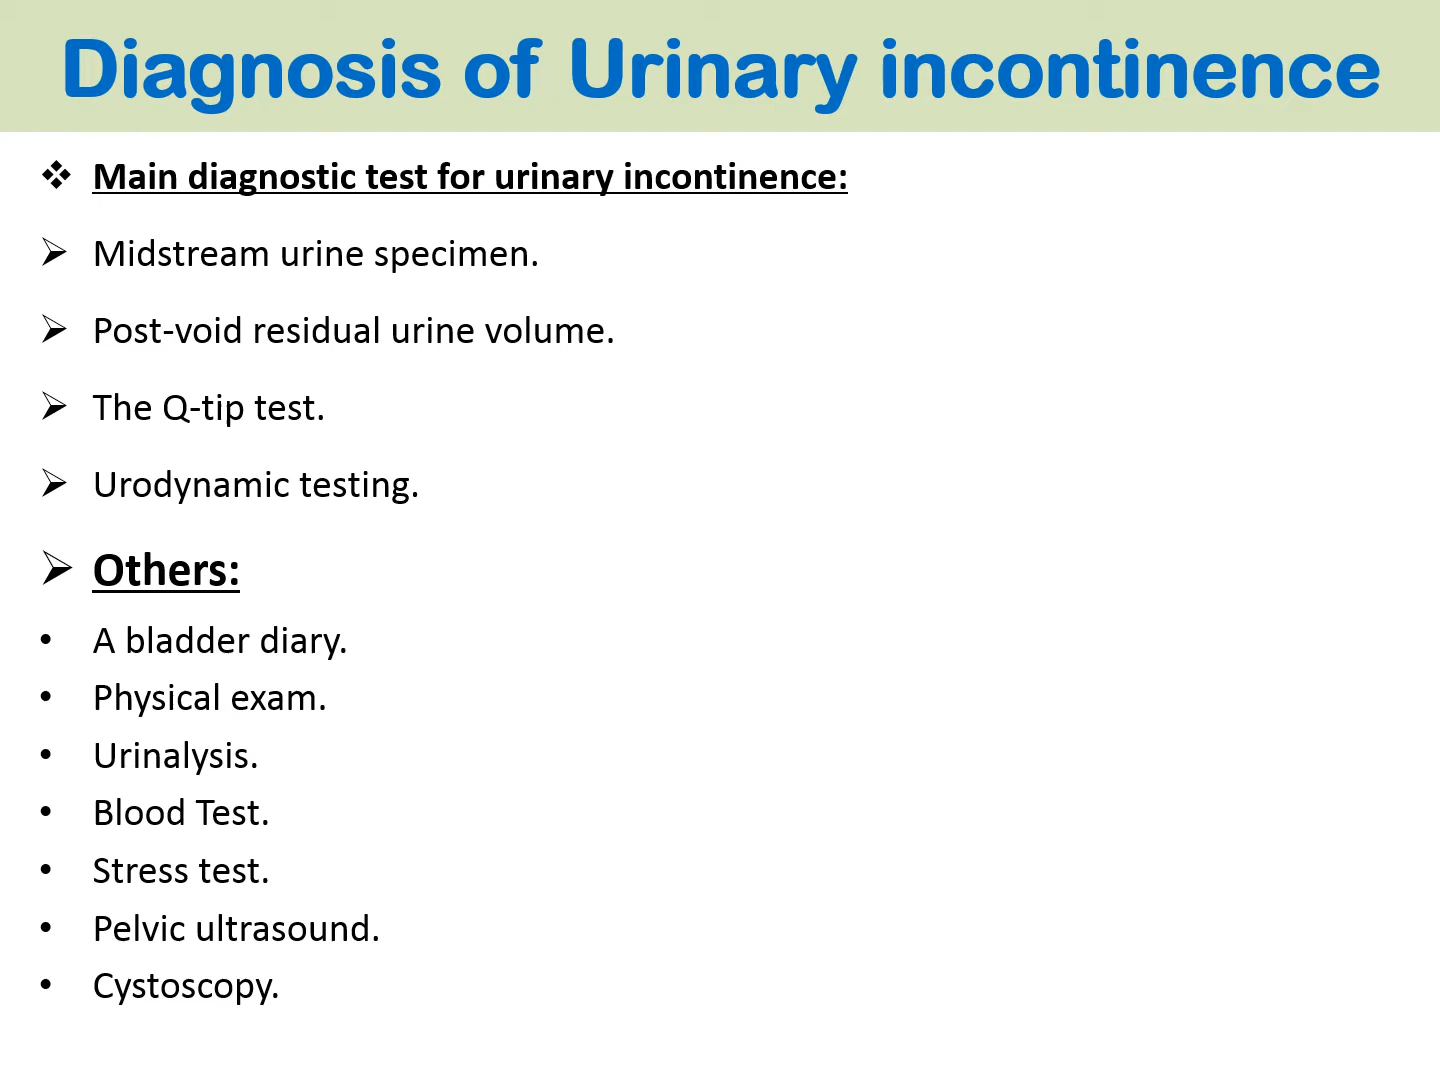 Diagnosis of Urinary incontinence
❖ Main diagnostic test for urinary incontinence:
➢ Midstream urine specimen.
➢ Post-void residual urine volume.
➢ The Q-tip test.
➢ Urodynamic testing.
➢ Others:
• A bladder diary.
• Physical exam.
• Urinalysis.
• Blood Test.
• Stress test.
• Pelvic ultrasound.
• Cystoscopy.